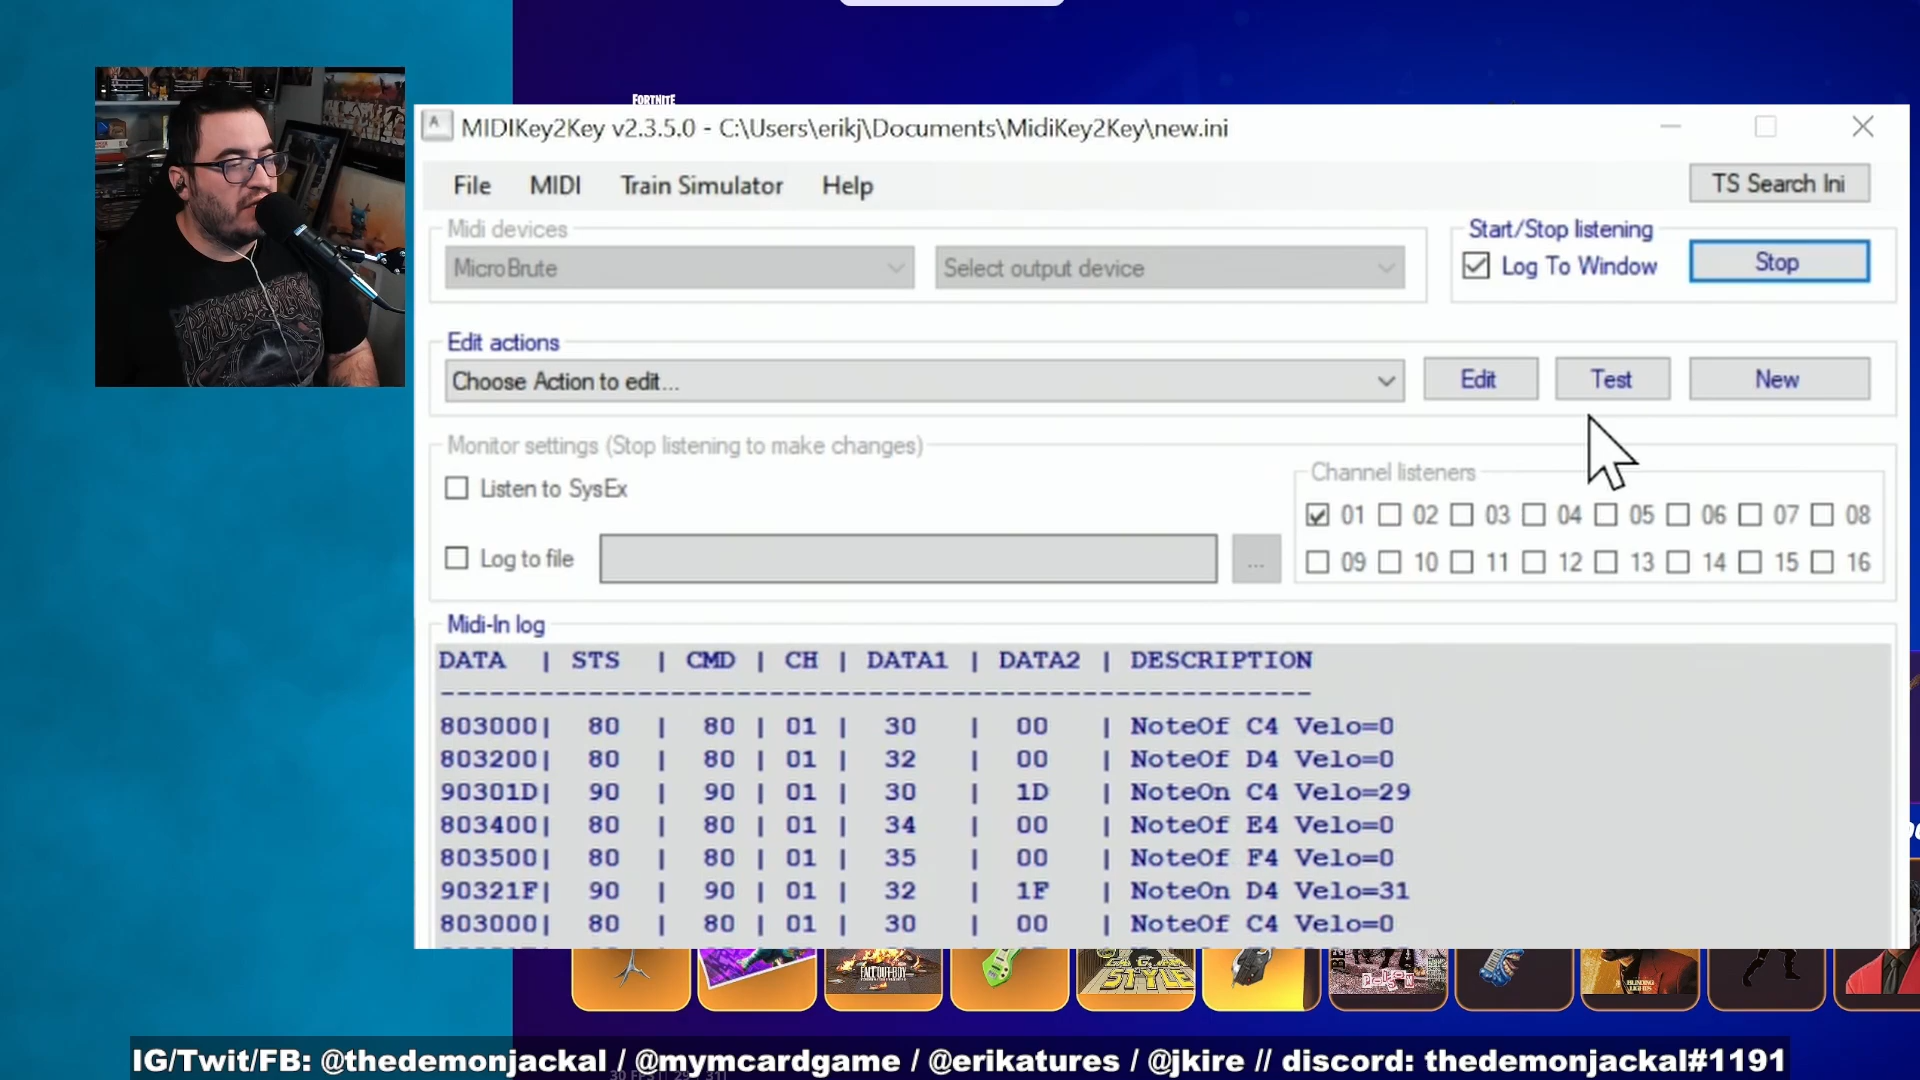 FORTNITE
MIDIKey2Key v2.3.5.0 - C:\Users\erikj\Documents\MidiKey2Key\new.ini
File MIDI Train Simulator Help
TS Search Ini
Midi devices
MicroBrute
Select output device
Start/Stop listening
Log To Window
Stop
Edit actions
Choose Action to edit...
Edit
Test
New
Monitor settings (Stop listening to make changes)
Listen to SysEx
Log to file
...
Channel listeners
01 02 03 04 05 06 07 08
09 10 11 12 13 14 15 16
Midi-In log
DATA | STS | CMD | CH | DATA1 | DATA2 | DESCRIPTION
------------------------------------------------------------------
803000| 80 | 80 | 01 | 30 | 00 | NoteOf C4 Velo=0
803200| 80 | 80 | 01 | 32 | 00 | NoteOf D4 Velo=0
90301D| 90 | 90 | 01 | 30 | 1D | NoteOn C4 Velo=29
803400| 80 | 80 | 01 | 34 | 00 | NoteOf E4 Velo=0
803500| 80 | 80 | 01 | 35 | 00 | NoteOf F4 Velo=0
90321F| 90 | 90 | 01 | 32 | 1F | NoteOn D4 Velo=31
803000| 80 | 80 | 01 | 30 | 00 | NoteOf C4 Velo=0
FALL OUT BOY
STYLE
BLINDING
LIGHTS
IG/Twit/FB: @thedemonjackal / @mymcardgame / @erikatures / @jkire // discord: thedemonjackal#1191